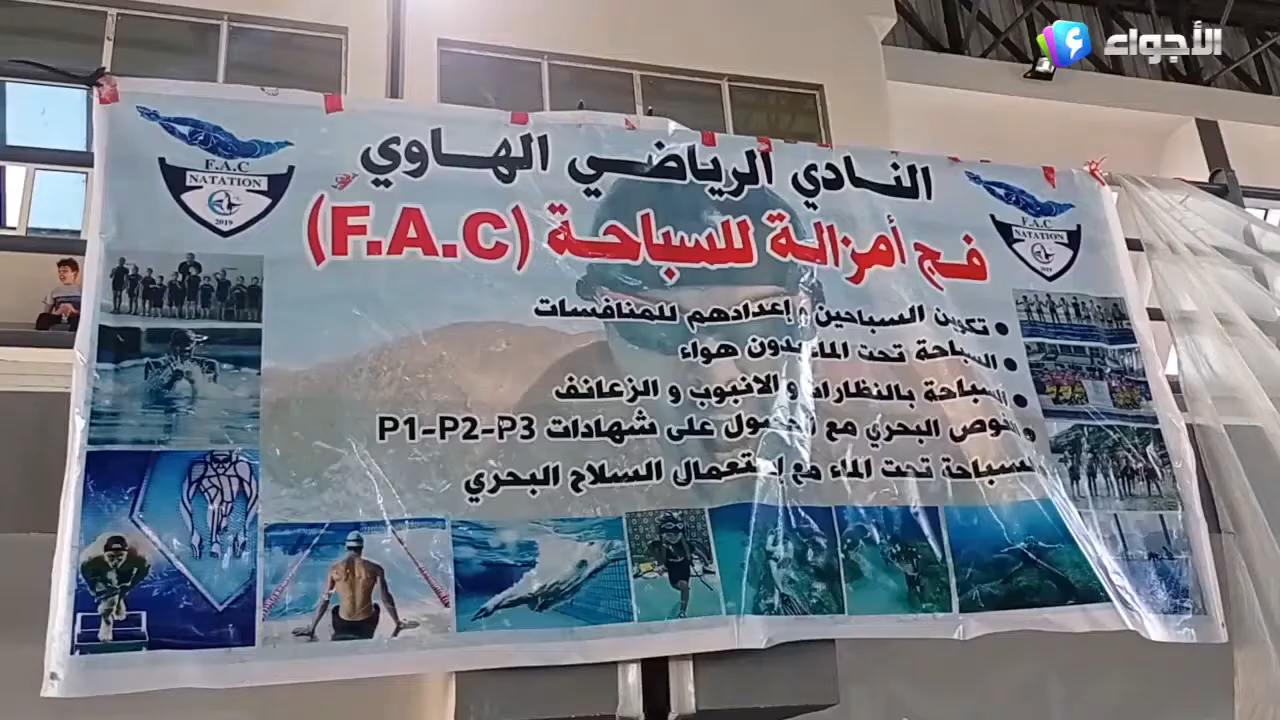 الأجواء
النادي الرياضي الهاوي
فج أمزالة للسباحة (F.A.C)
F.A.C
NATATION
2019
F.A.C
NATATION
2019
• تكوين السباحين و إعدادهم للمنافسات
• السباحة تحت الماء بدون هواء
• السباحة بالنظارات و الانبوب و الزعانف
• الغوص البحري مع الحصول على شهادات P1-P2-P3
السباحة تحت الماء مع إستعمال السلاح البحري